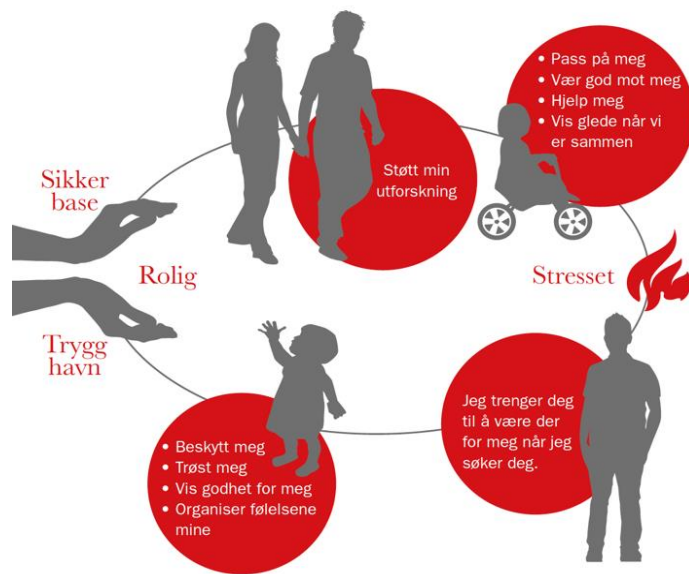 • Pass på meg
• Vær god mot meg
• Hjelp meg
• Vis glede når vi
er sammen
Støtt min
utforskning
Sikker
base
Rolig
Stresset
Trygg
havn
Jeg trenger deg
til å være der
for meg når jeg
søker deg.
• Beskytt meg
• Trøst meg
• Vis godhet for meg
• Organiser følelsene
mine